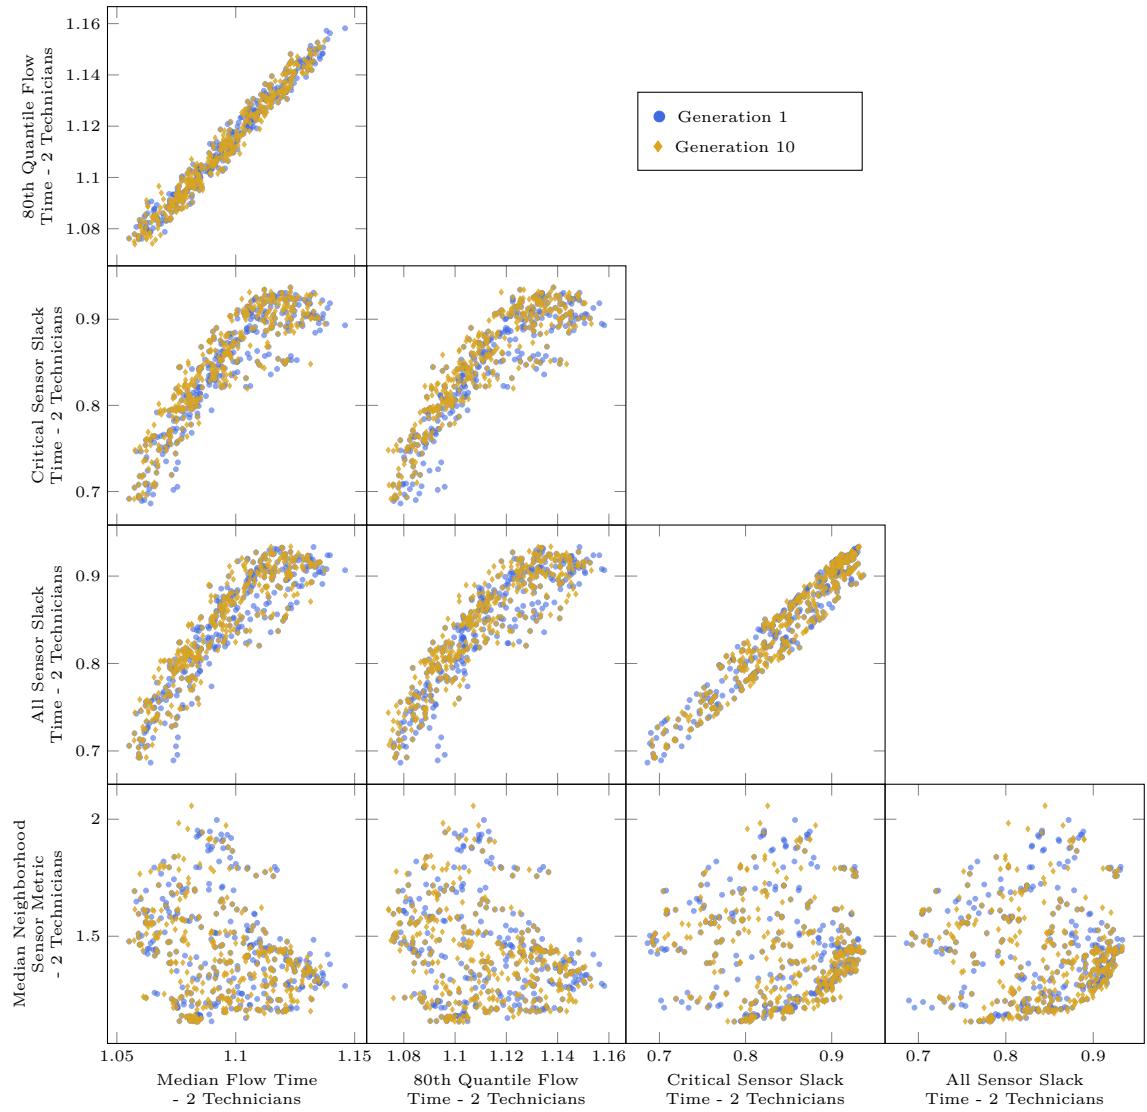 1.16
1.14
1.12
1.1
1.08
80th Quantile Flow
Time - 2 Technicians
Generation 1
Generation 10
0.9
0.8
0.7
Critical Sensor Slack
Time - 2 Technicians
0.9
0.8
0.7
All Sensor Slack
Time - 2 Technicians
2
1.5
Median Neighborhood
Sensor Metric
- 2 Technicians
1.05 1.1 1.15
1.08 1.1 1.12 1.14 1.16
0.7 0.8 0.9
0.7 0.8 0.9
Median Flow Time
- 2 Technicians
80th Quantile Flow
Time - 2 Technicians
Critical Sensor Slack
Time - 2 Technicians
All Sensor Slack
Time - 2 Technicians